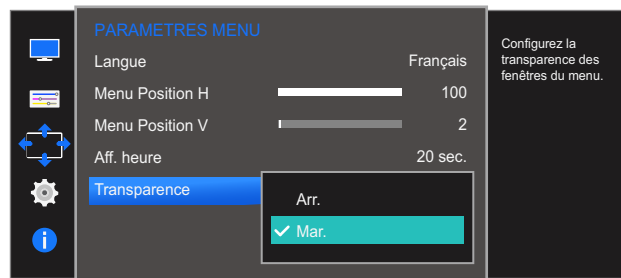 PARAMETRES MENU
Langue Français
Menu Position H 100
Menu Position V 2
Aff. heure 20 sec.
Transparence
Arr.
Mar.
Configurez la
transparence des
fenêtres du menu.